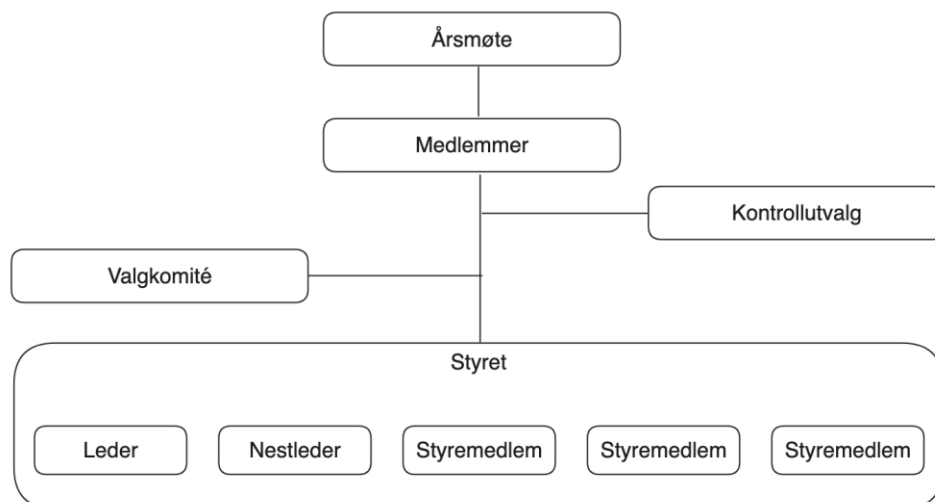 Årsmøte
Medlemmer
Kontrollutvalg
Valgkomité
Styret
Leder
Nestleder
Styremedlem
Styremedlem
Styremedlem